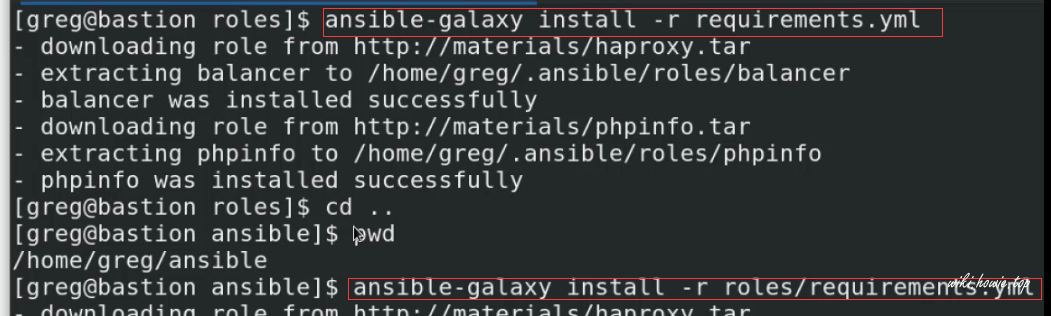 [greg@bastion roles]$ ansible-galaxy install -r requirements.yml
- downloading role from http://materials/haproxy.tar
- extracting balancer to /home/greg/.ansible/roles/balancer
- balancer was installed successfully
- downloading role from http://materials/phpinfo.tar
- extracting phpinfo to /home/greg/.ansible/roles/phpinfo
- phpinfo was installed successfully
[greg@bastion roles]$ cd ..
[greg@bastion ansible]$ pwd
/home/greg/ansible
[greg@bastion ansible]$ ansible-galaxy install -r roles/requirements.yml
- downloading role from http://materials/haproxy.tar